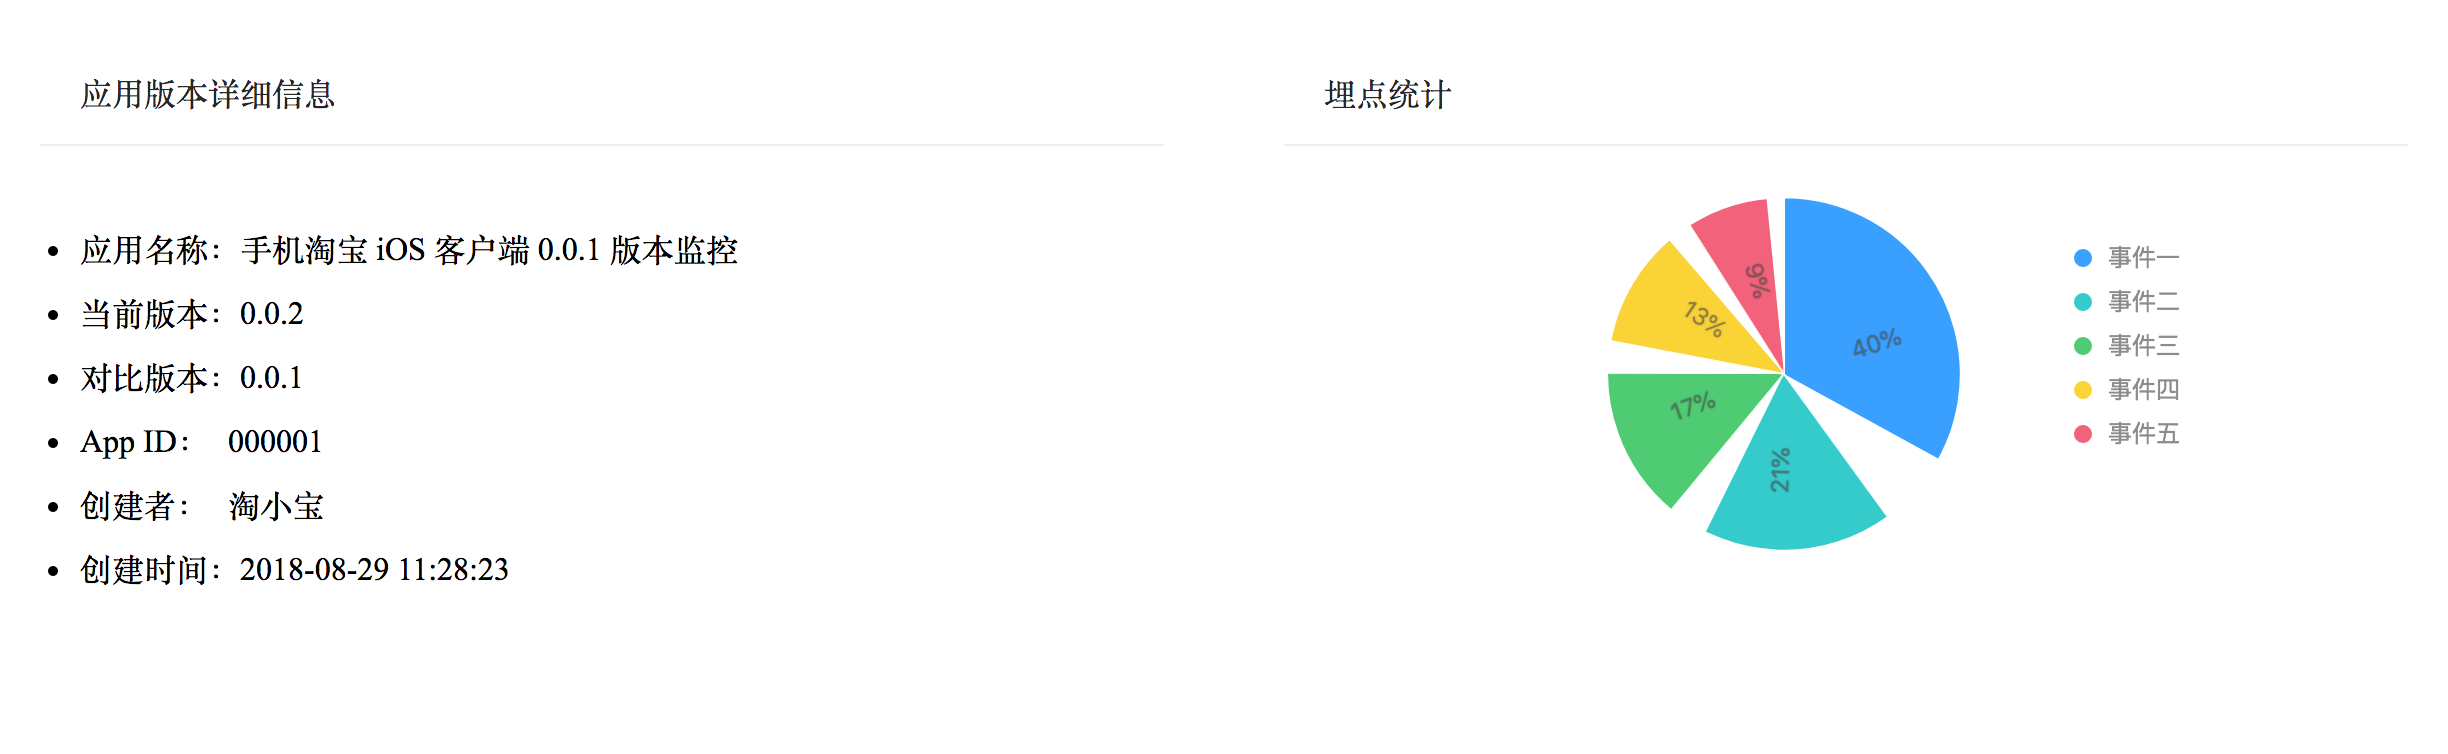 应用版本详细信息
应用名称：手机淘宝 iOS 客户端 0.0.1 版本监控
当前版本：0.0.2
对比版本：0.0.1
App ID： 000001
创建者： 淘小宝
创建时间：2018-08-29 11:28:23
埋点统计
40%
21%
17%
13%
9%
事件一
事件二
事件三
事件四
事件五